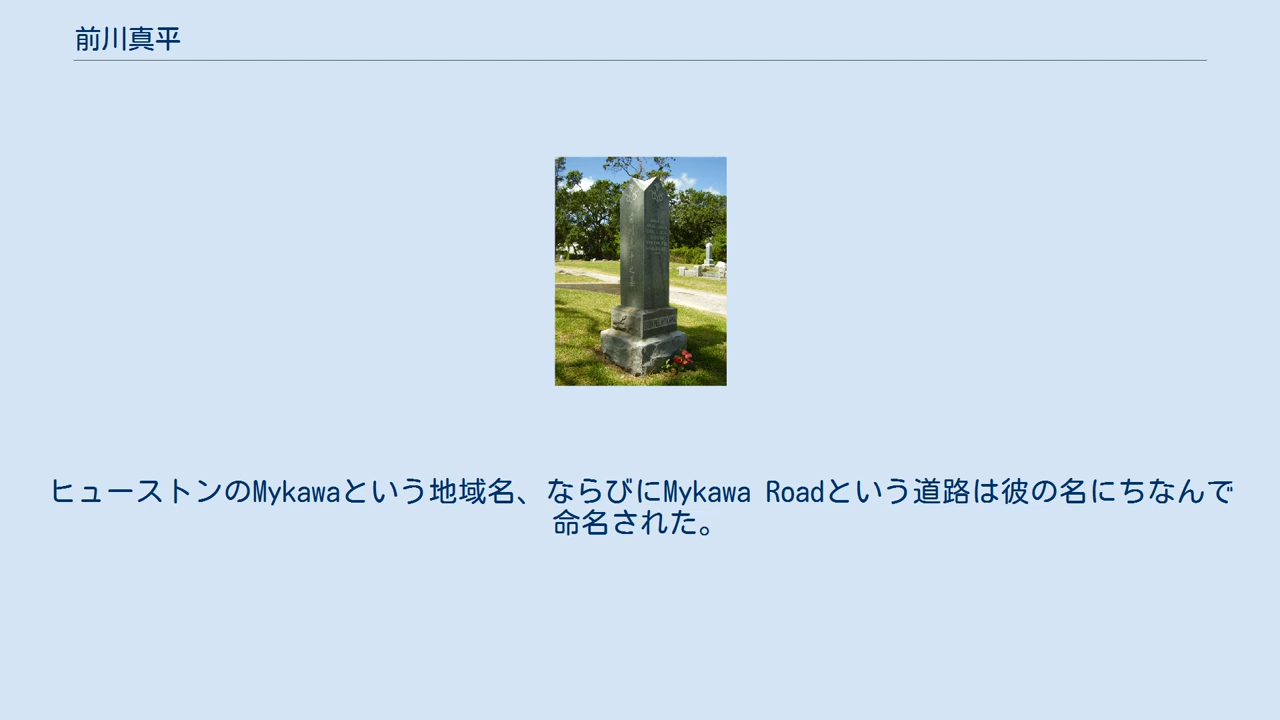 前川真平
ヒューストンのMykawaという地域名、ならびにMykawa Roadという道路は彼の名にちなんで
命名された。